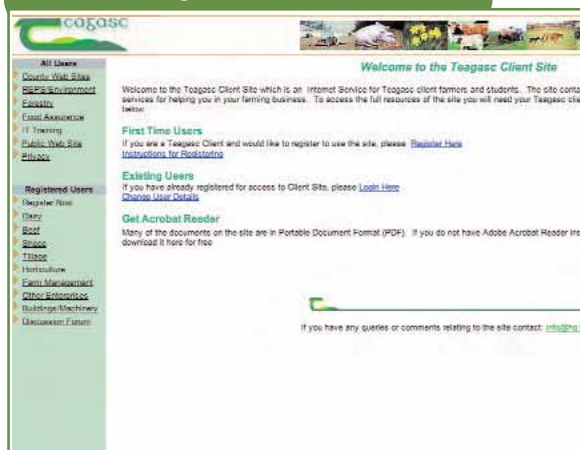 teagasc
All Users
County Web Sites
REPS/Environment
Forestry
Food Assurance
IT Training
Public Web Site
Privacy
Registered Users
Register Now
Dairy
Beef
Sheep
Tillage
Horticulture
Farm Management
Other Enterprises
Buildings/Machinery
Discussion Forum
Welcome to the Teagasc Client Site
Welcome to the Teagasc Client Site which is an Internet Service for Teagasc client farmers and students. The site conta
services for helping you in your farming business. To access the full resources of the site you will need your Teagasc clie
below
First Time Users
If you are a Teagasc Client and would like to register to use the site, please Register Here
Instructions for Registering
Existing Users
If you have already registered for access to Client Site, please Login Here
Change User Details
Get Acrobat Reader
Many of the documents on the site are in Portable Document Format (PDF). If you do not have Adobe Acrobat Reader ins
download it here for free
If you have any queries or comments relating to the site contact: info@hq